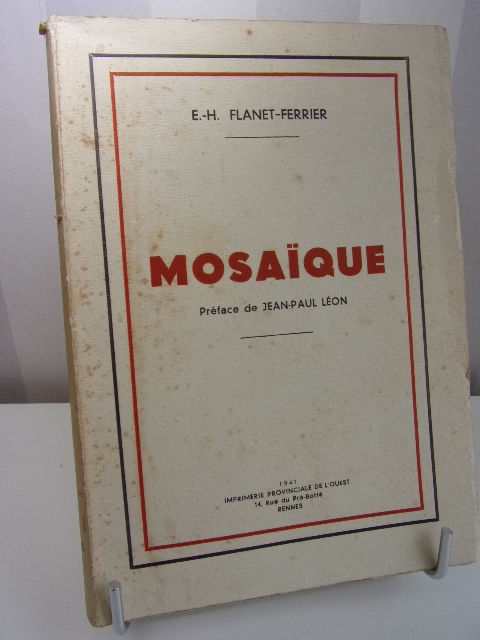 E.-H. FLANET-FERRIER
MOSAÏQUE
Préface de JEAN-PAUL LÉON
1941
IMPRIMERIE PROVINCIALE DE L'OUEST
14, Rue du Pré-Botté
RENNES